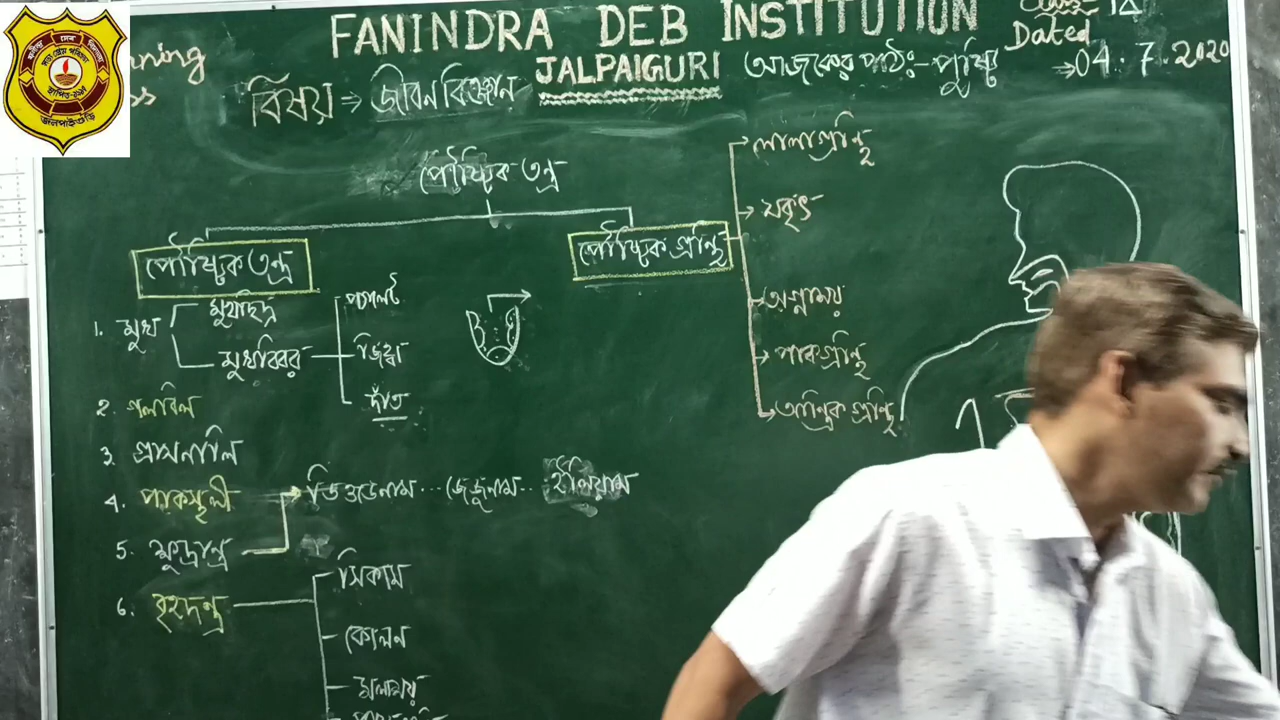 FANINDRA DEB INSTITUTION
JALPAIGURI
Dated
04.7.2020
আজকের পাঠঃ- পুষ্টি
বিষয় ⇒ জীবন বিজ্ঞান
পৌষ্টিক তন্ত্র
পৌষ্টিক তন্ত্র
পৌষ্টিক গ্রন্থি
লালাগ্রন্থি
যকৃৎ
অগ্নাশয়
পাকগ্রন্থি
আন্ত্রিক গ্রন্থি
1. মুখ
মুখছিদ্র
মুখবিবর
জিহ্বা
দাঁত
2. গলবিল
3. গ্রাসনালি
4. পাকস্থলী
5. ক্ষুদ্রান্ত্র
ডিওডেনাম... জেজুনাম... ইলিয়াম
6. বৃহদন্ত্র
সিকাম
কোলন
মলাশয়